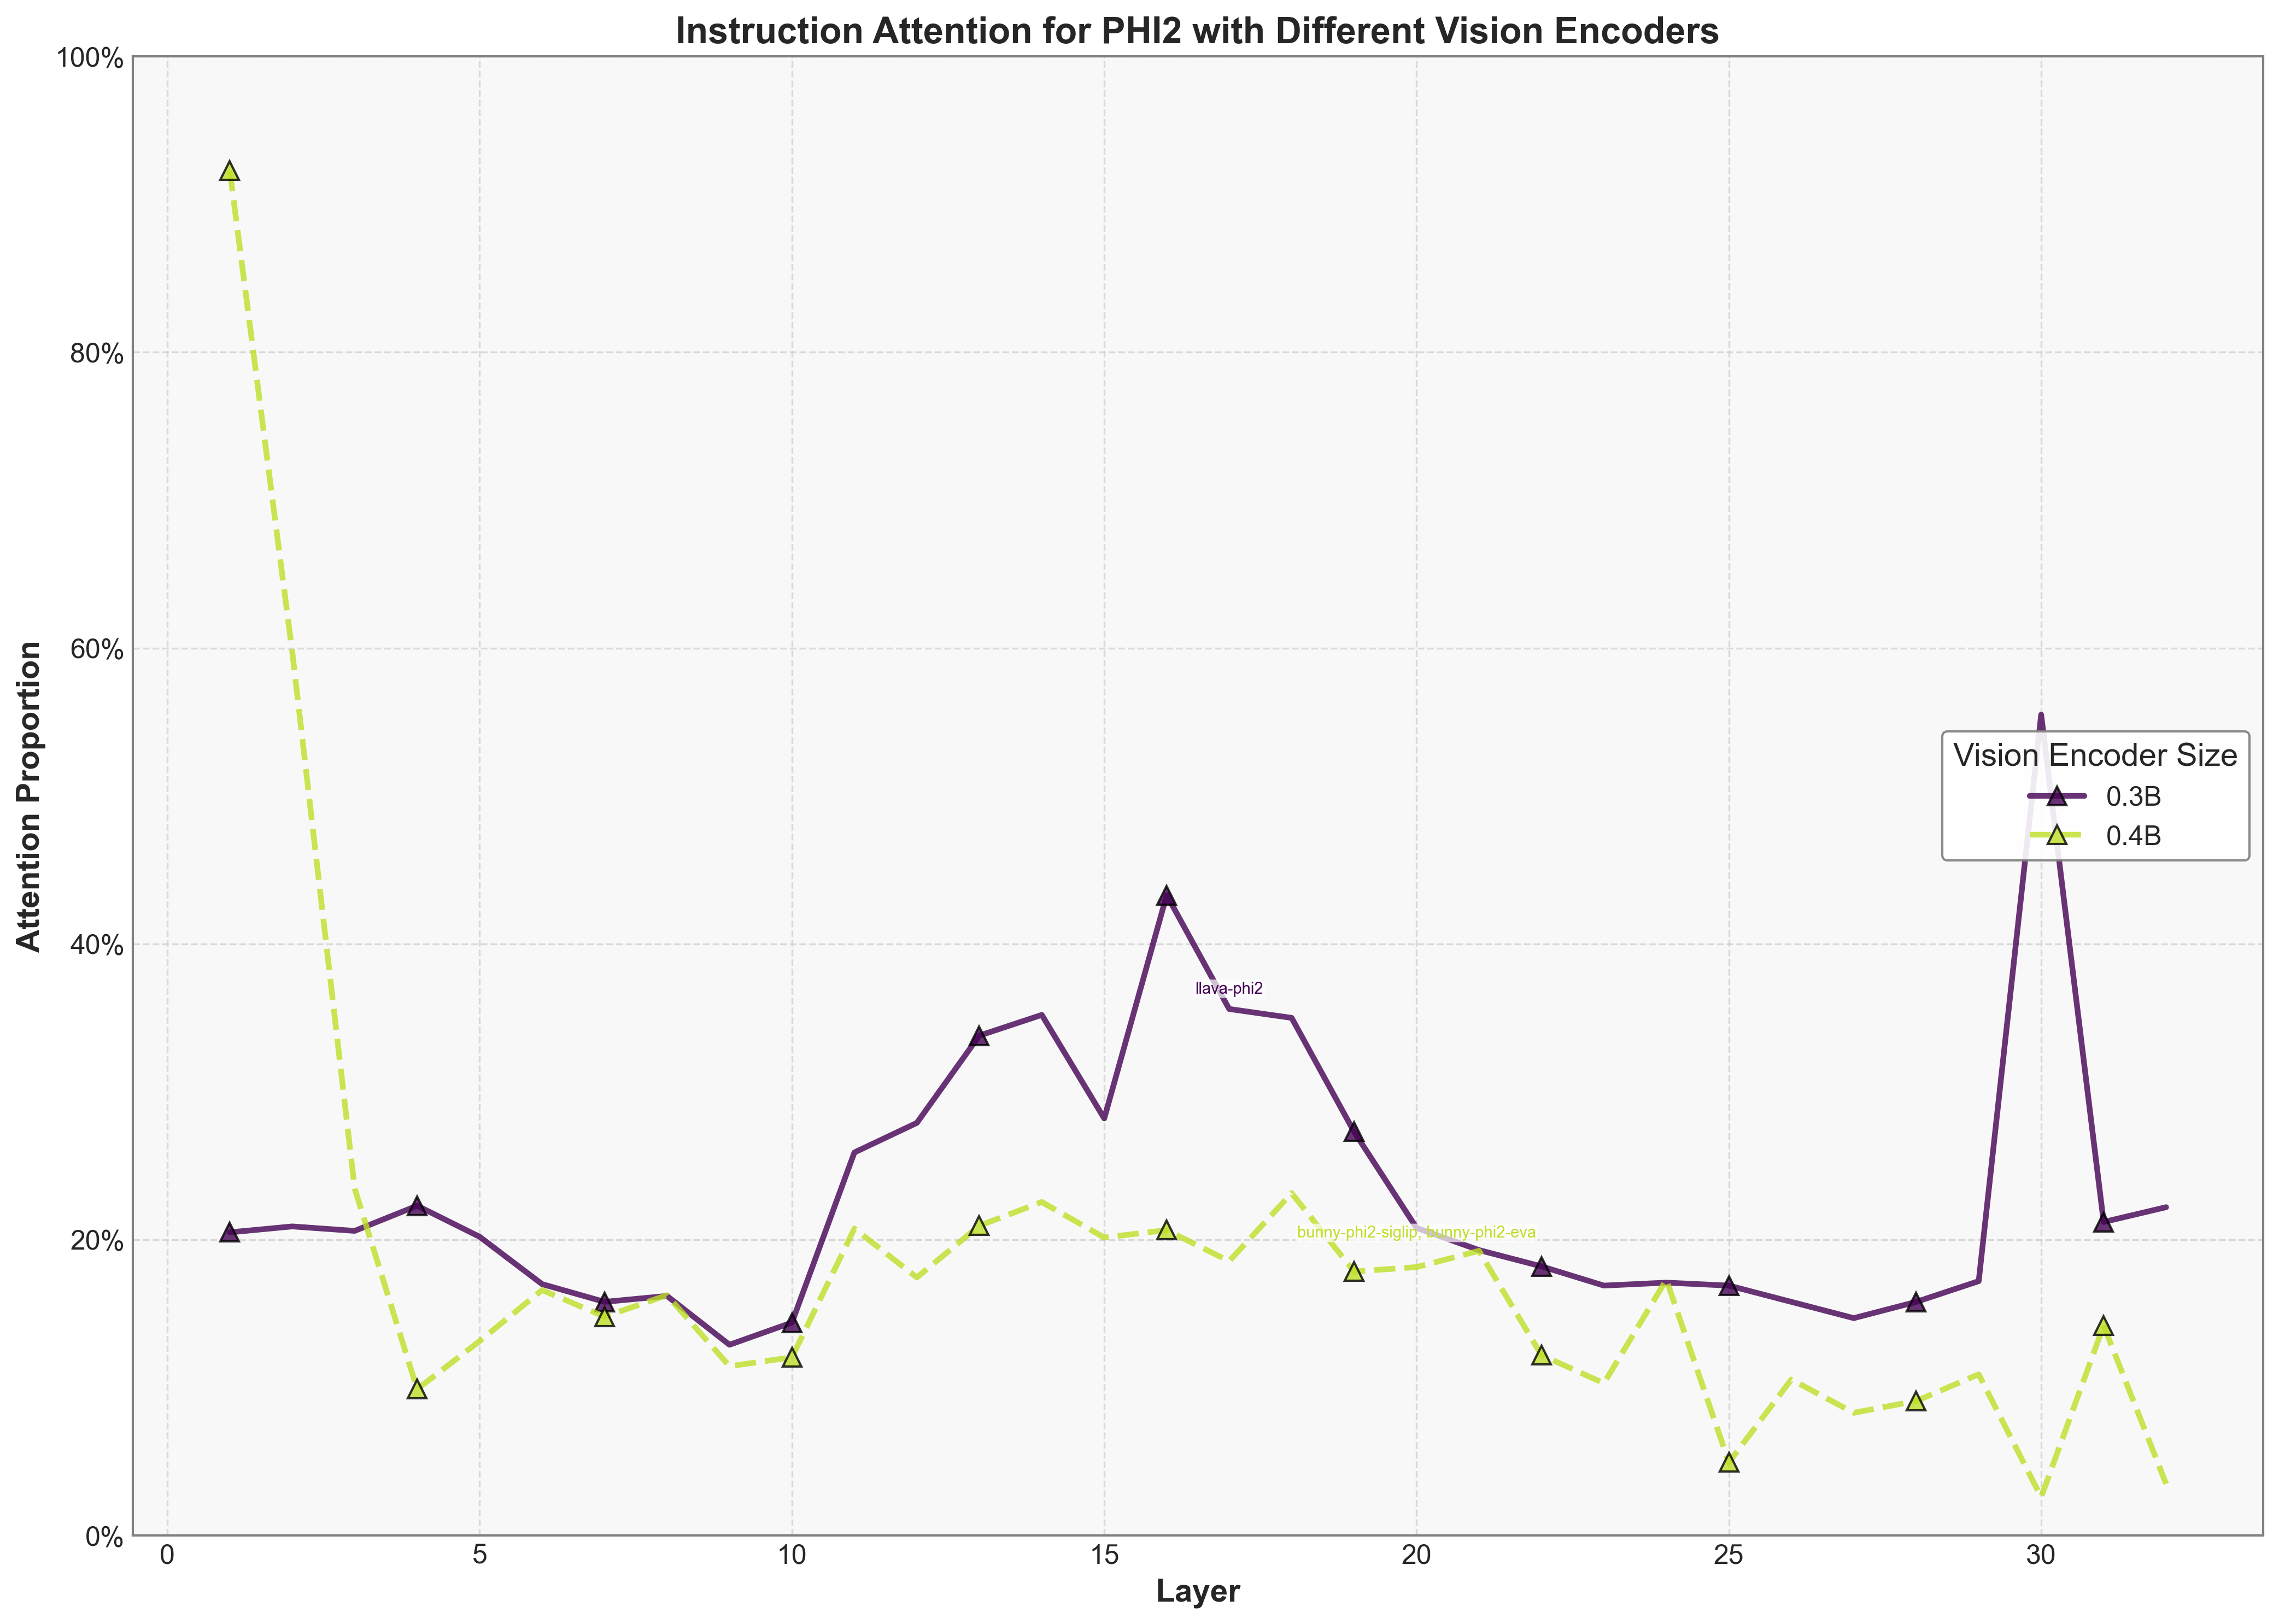 Instruction Attention for PHI2 with Different Vision Encoders
100%
80%
60%
40%
20%
0%
Attention Proportion
Vision Encoder Size
0.3B
0.4B
llava-phi2
bunny-phi2-siglip, bunny-phi2-eva
0
5
10
15
20
25
30
Layer